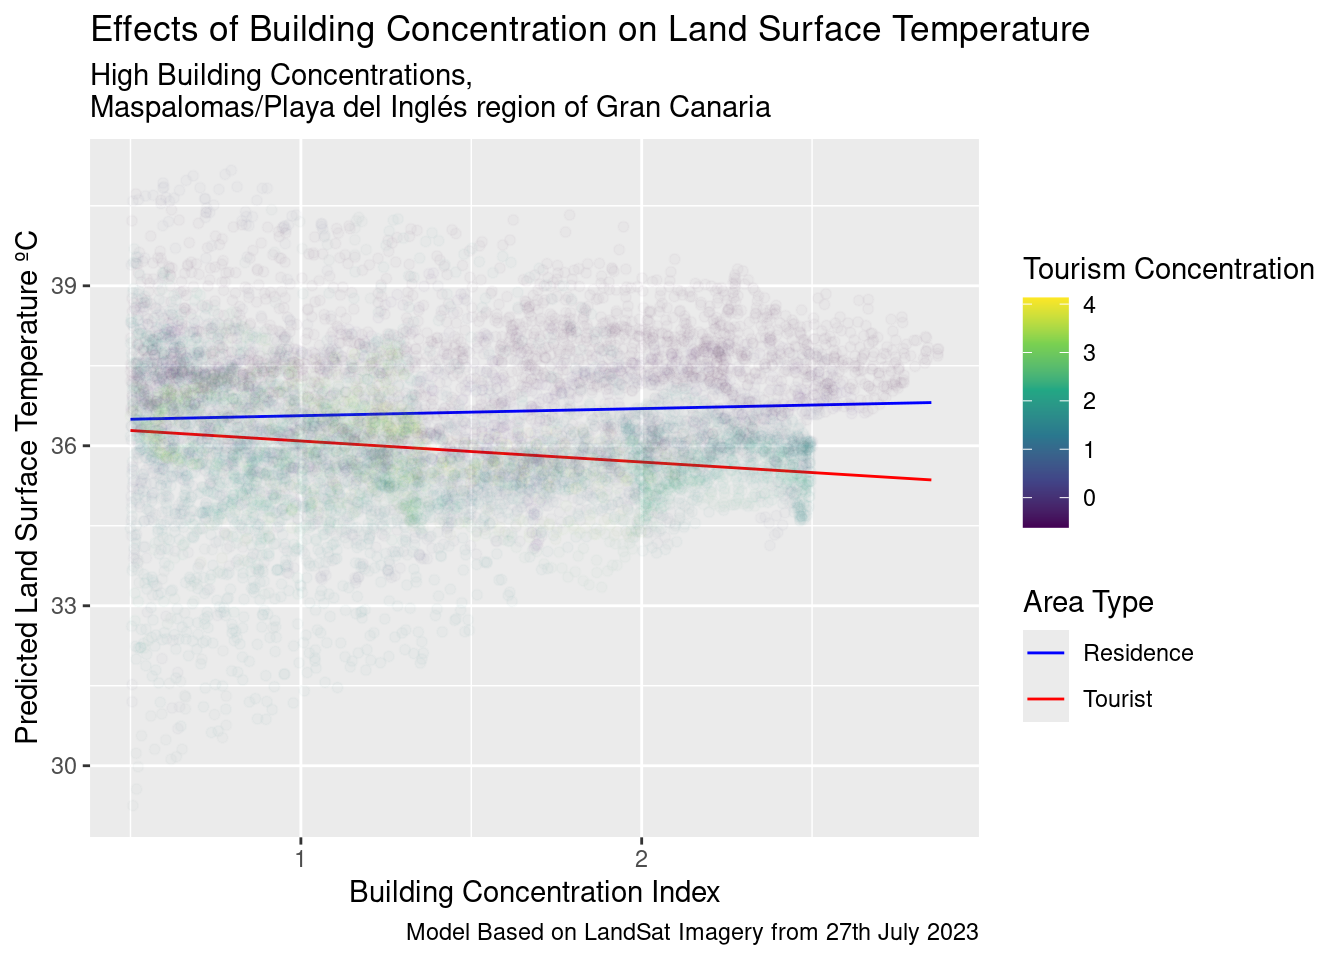 Effects of Building Concentration on Land Surface Temperature
High Building Concentrations,
Maspalomas/Playa del Inglés region of Gran Canaria
Predicted Land Surface Temperature ºC
39
36
33
30
1
2
Building Concentration Index
Model Based on LandSat Imagery from 27th July 2023
Tourism Concentration
4
3
2
1
0
Area Type
Residence
Tourist